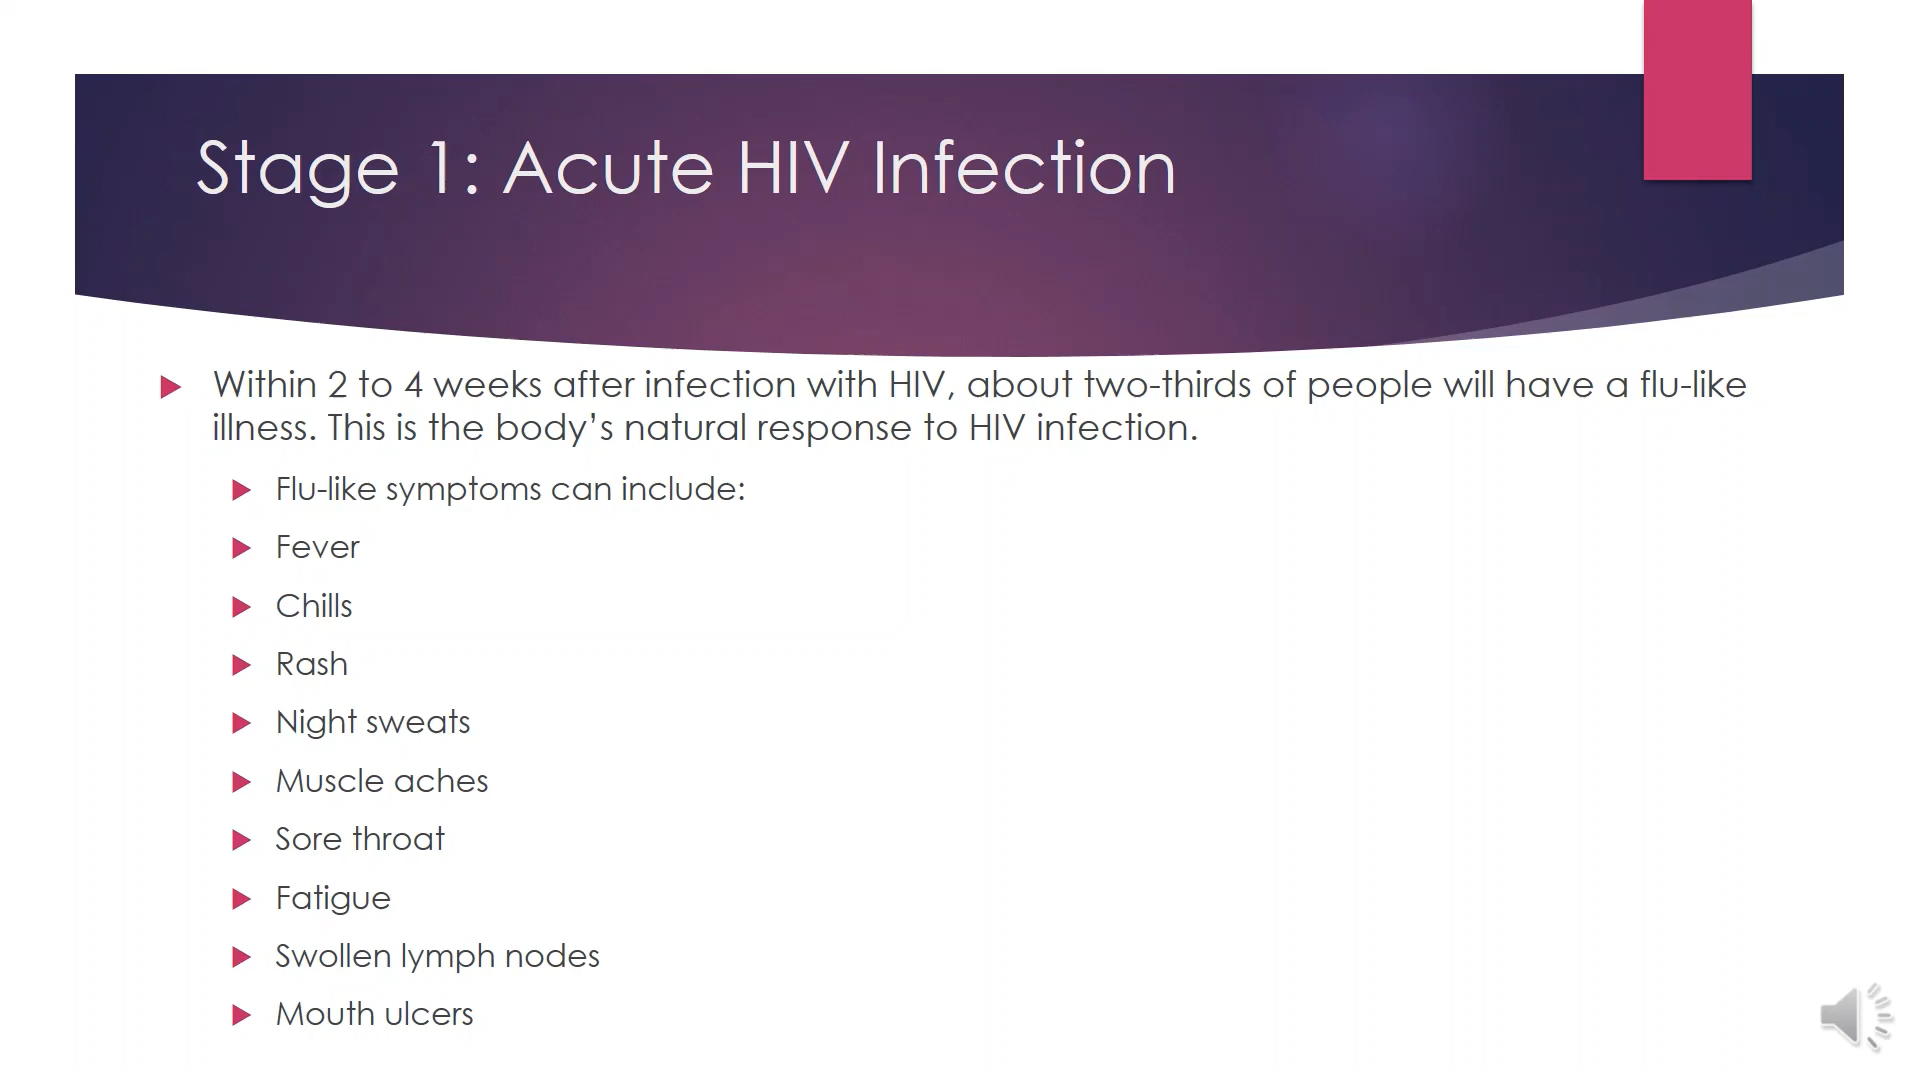 Stage 1: Acute HIV Infection
Within 2 to 4 weeks after infection with HIV, about two-thirds of people will have a flu-like
illness. This is the body’s natural response to HIV infection.
Flu-like symptoms can include:
Fever
Chills
Rash
Night sweats
Muscle aches
Sore throat
Fatigue
Swollen lymph nodes
Mouth ulcers